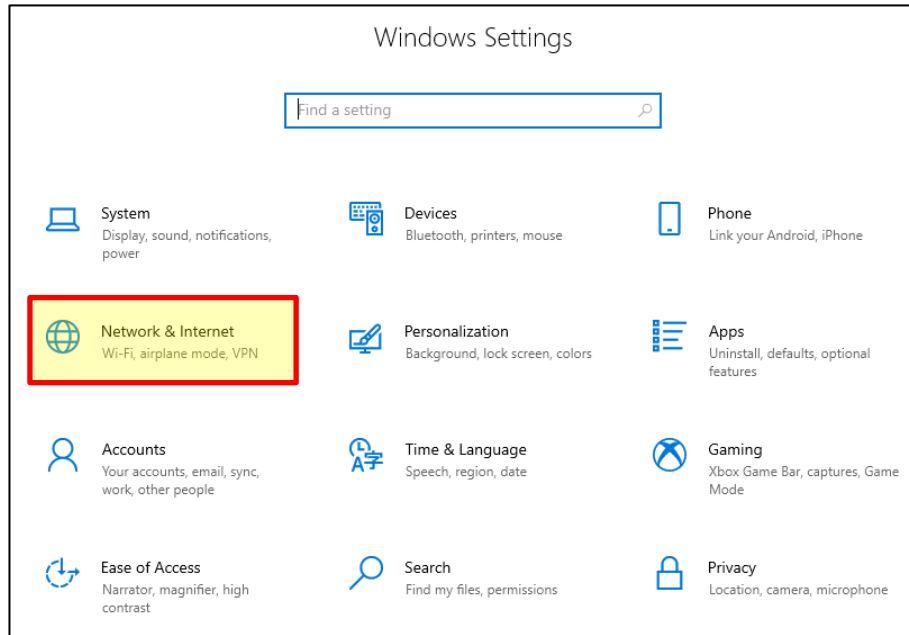 Windows Settings
Find a setting
System
Display, sound, notifications,
power
Devices
Bluetooth, printers, mouse
Phone
Link your Android, iPhone
Network & Internet
Wi-Fi, airplane mode, VPN
Personalization
Background, lock screen, colors
Apps
Uninstall, defaults, optional
features
Accounts
Your accounts, email, sync,
work, other people
Time & Language
Speech, region, date
Gaming
Xbox Game Bar, captures, Game
Mode
Ease of Access
Narrator, magnifier, high
contrast
Search
Find my files, permissions
Privacy
Location, camera, microphone